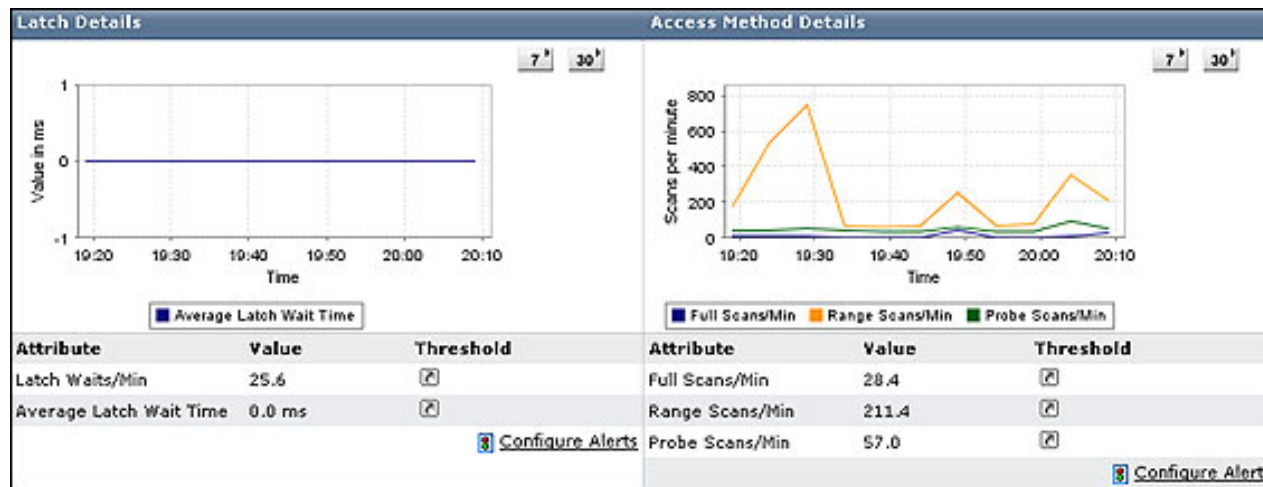 Latch Details
7 30
1
0
-1
Value in ms
19:20 19:30 19:40 19:50 20:00 20:10
Time
Average Latch Wait Time
Attribute Value Threshold
Latch Waits/Min 25.6
Average Latch Wait Time 0.0 ms
Configure Alerts
Access Method Details
7 30
800
600
400
200
0
Scans per minute
19:20 19:30 19:40 19:50 20:00 20:10
Time
Full Scans/Min Range Scans/Min Probe Scans/Min
Attribute Value Threshold
Full Scans/Min 28.4
Range Scans/Min 211.4
Probe Scans/Min 57.0
Configure Alert